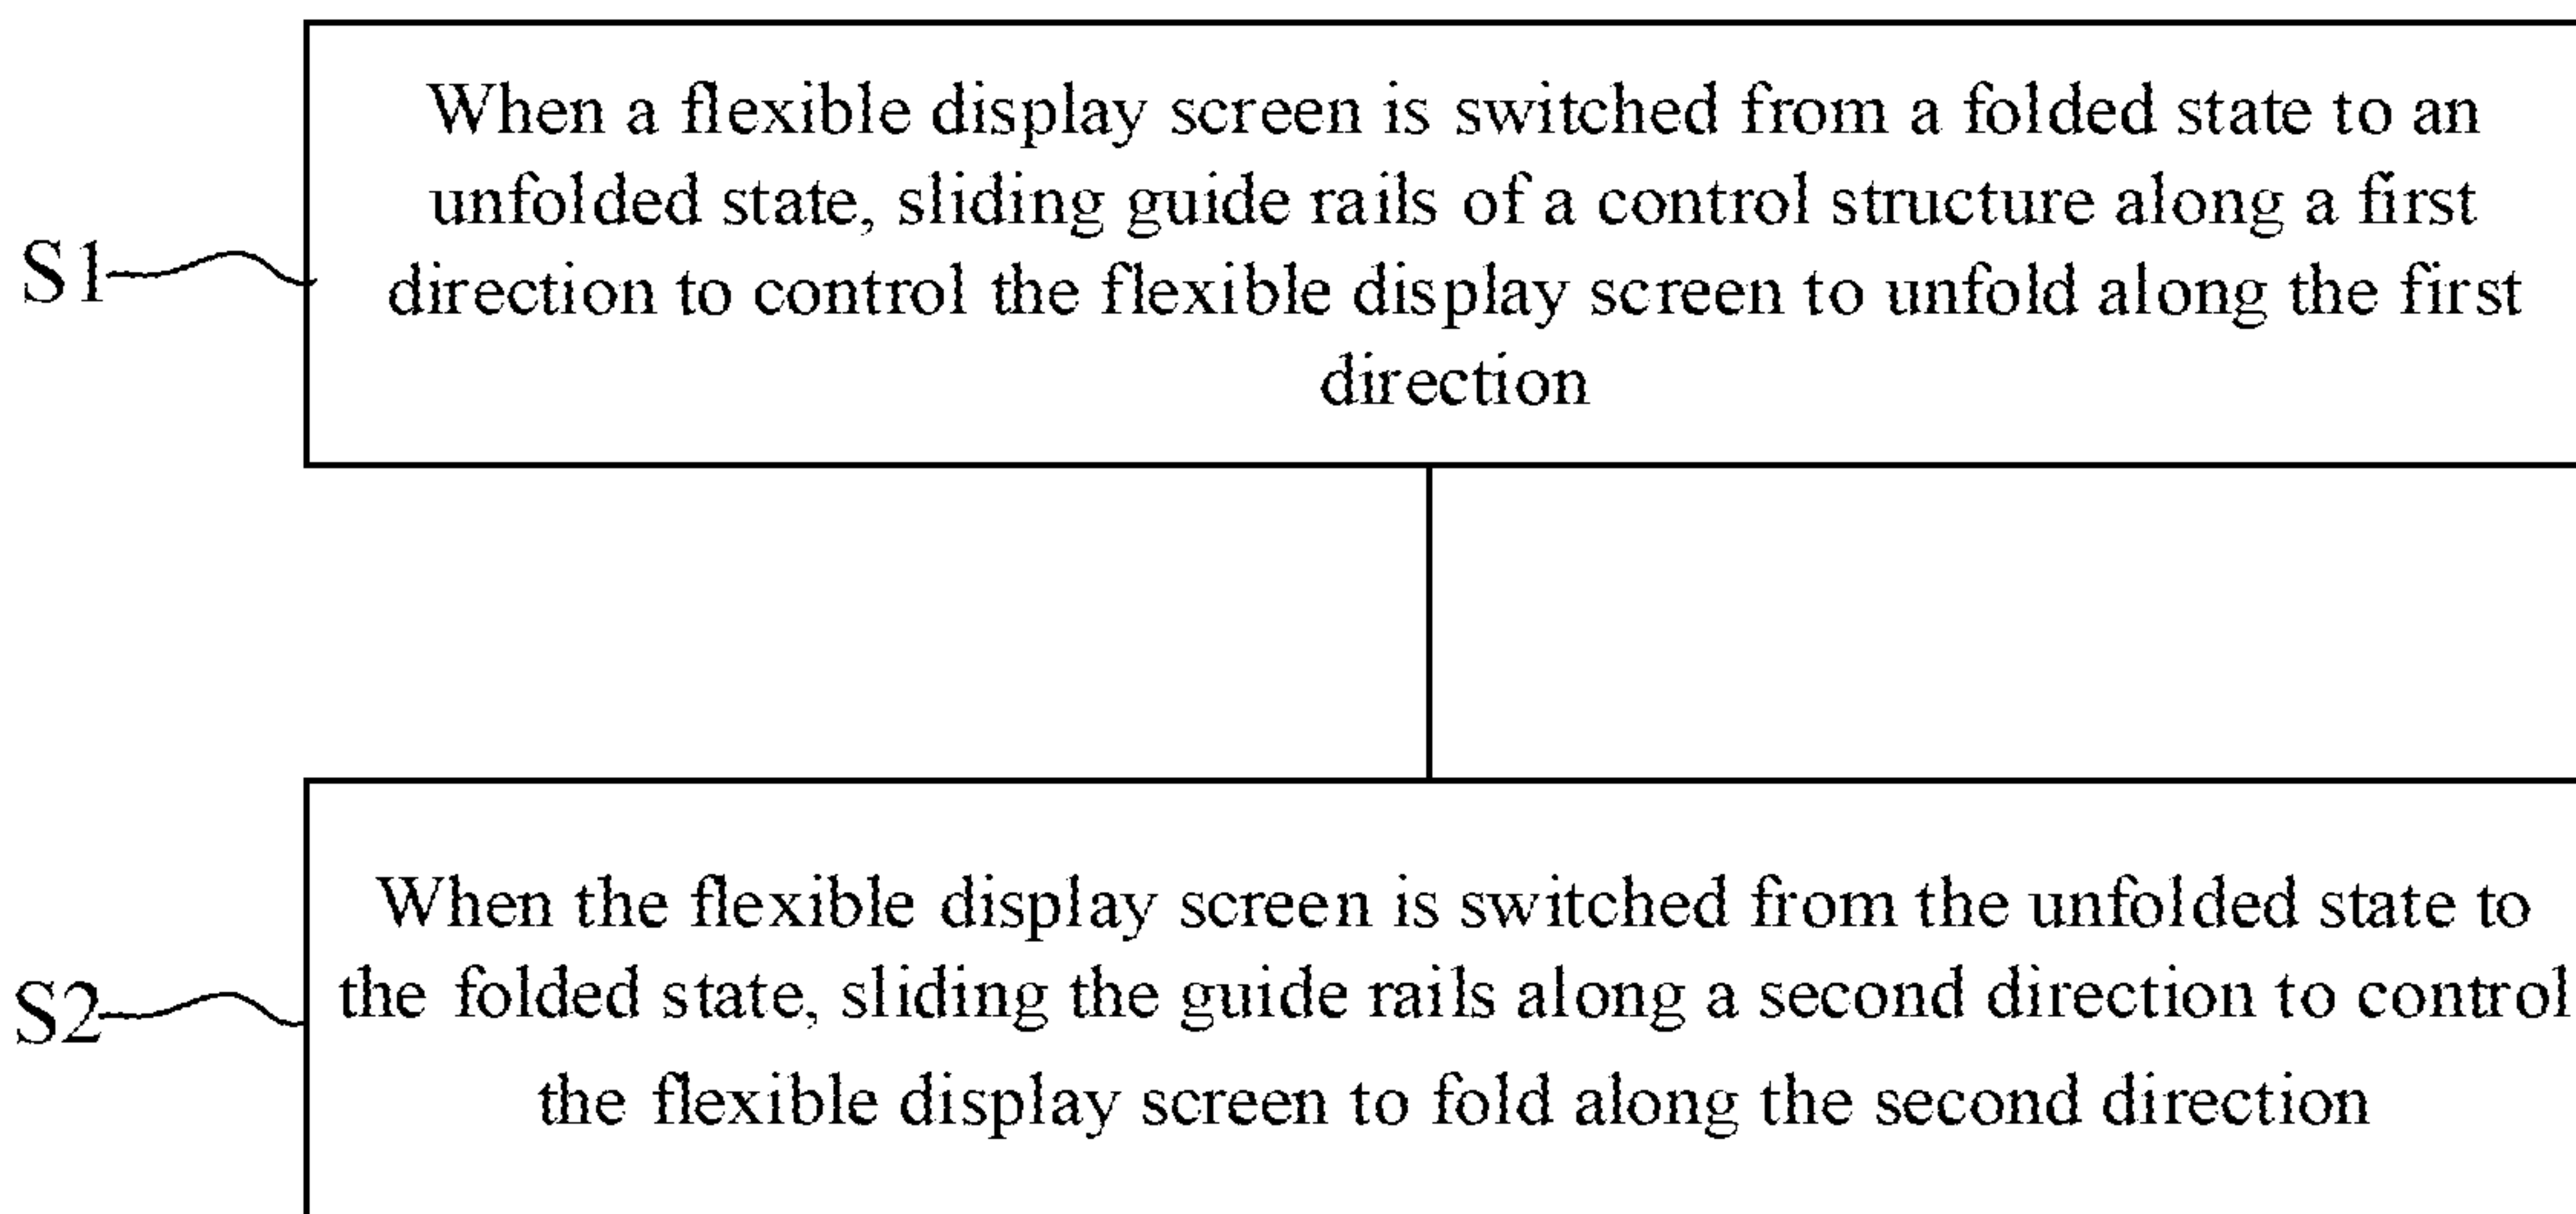 When a flexible display screen is switched from a folded state to an
unfolded state, sliding guide rails of a control structure along a first
S1
direction to control the flexible display screen to unfold along the first
direction
When the flexible display screen is switched from the unfolded state to
S2
the folded state, sliding the guide rails along a second direction to control
the flexible display screen to fold along the second direction